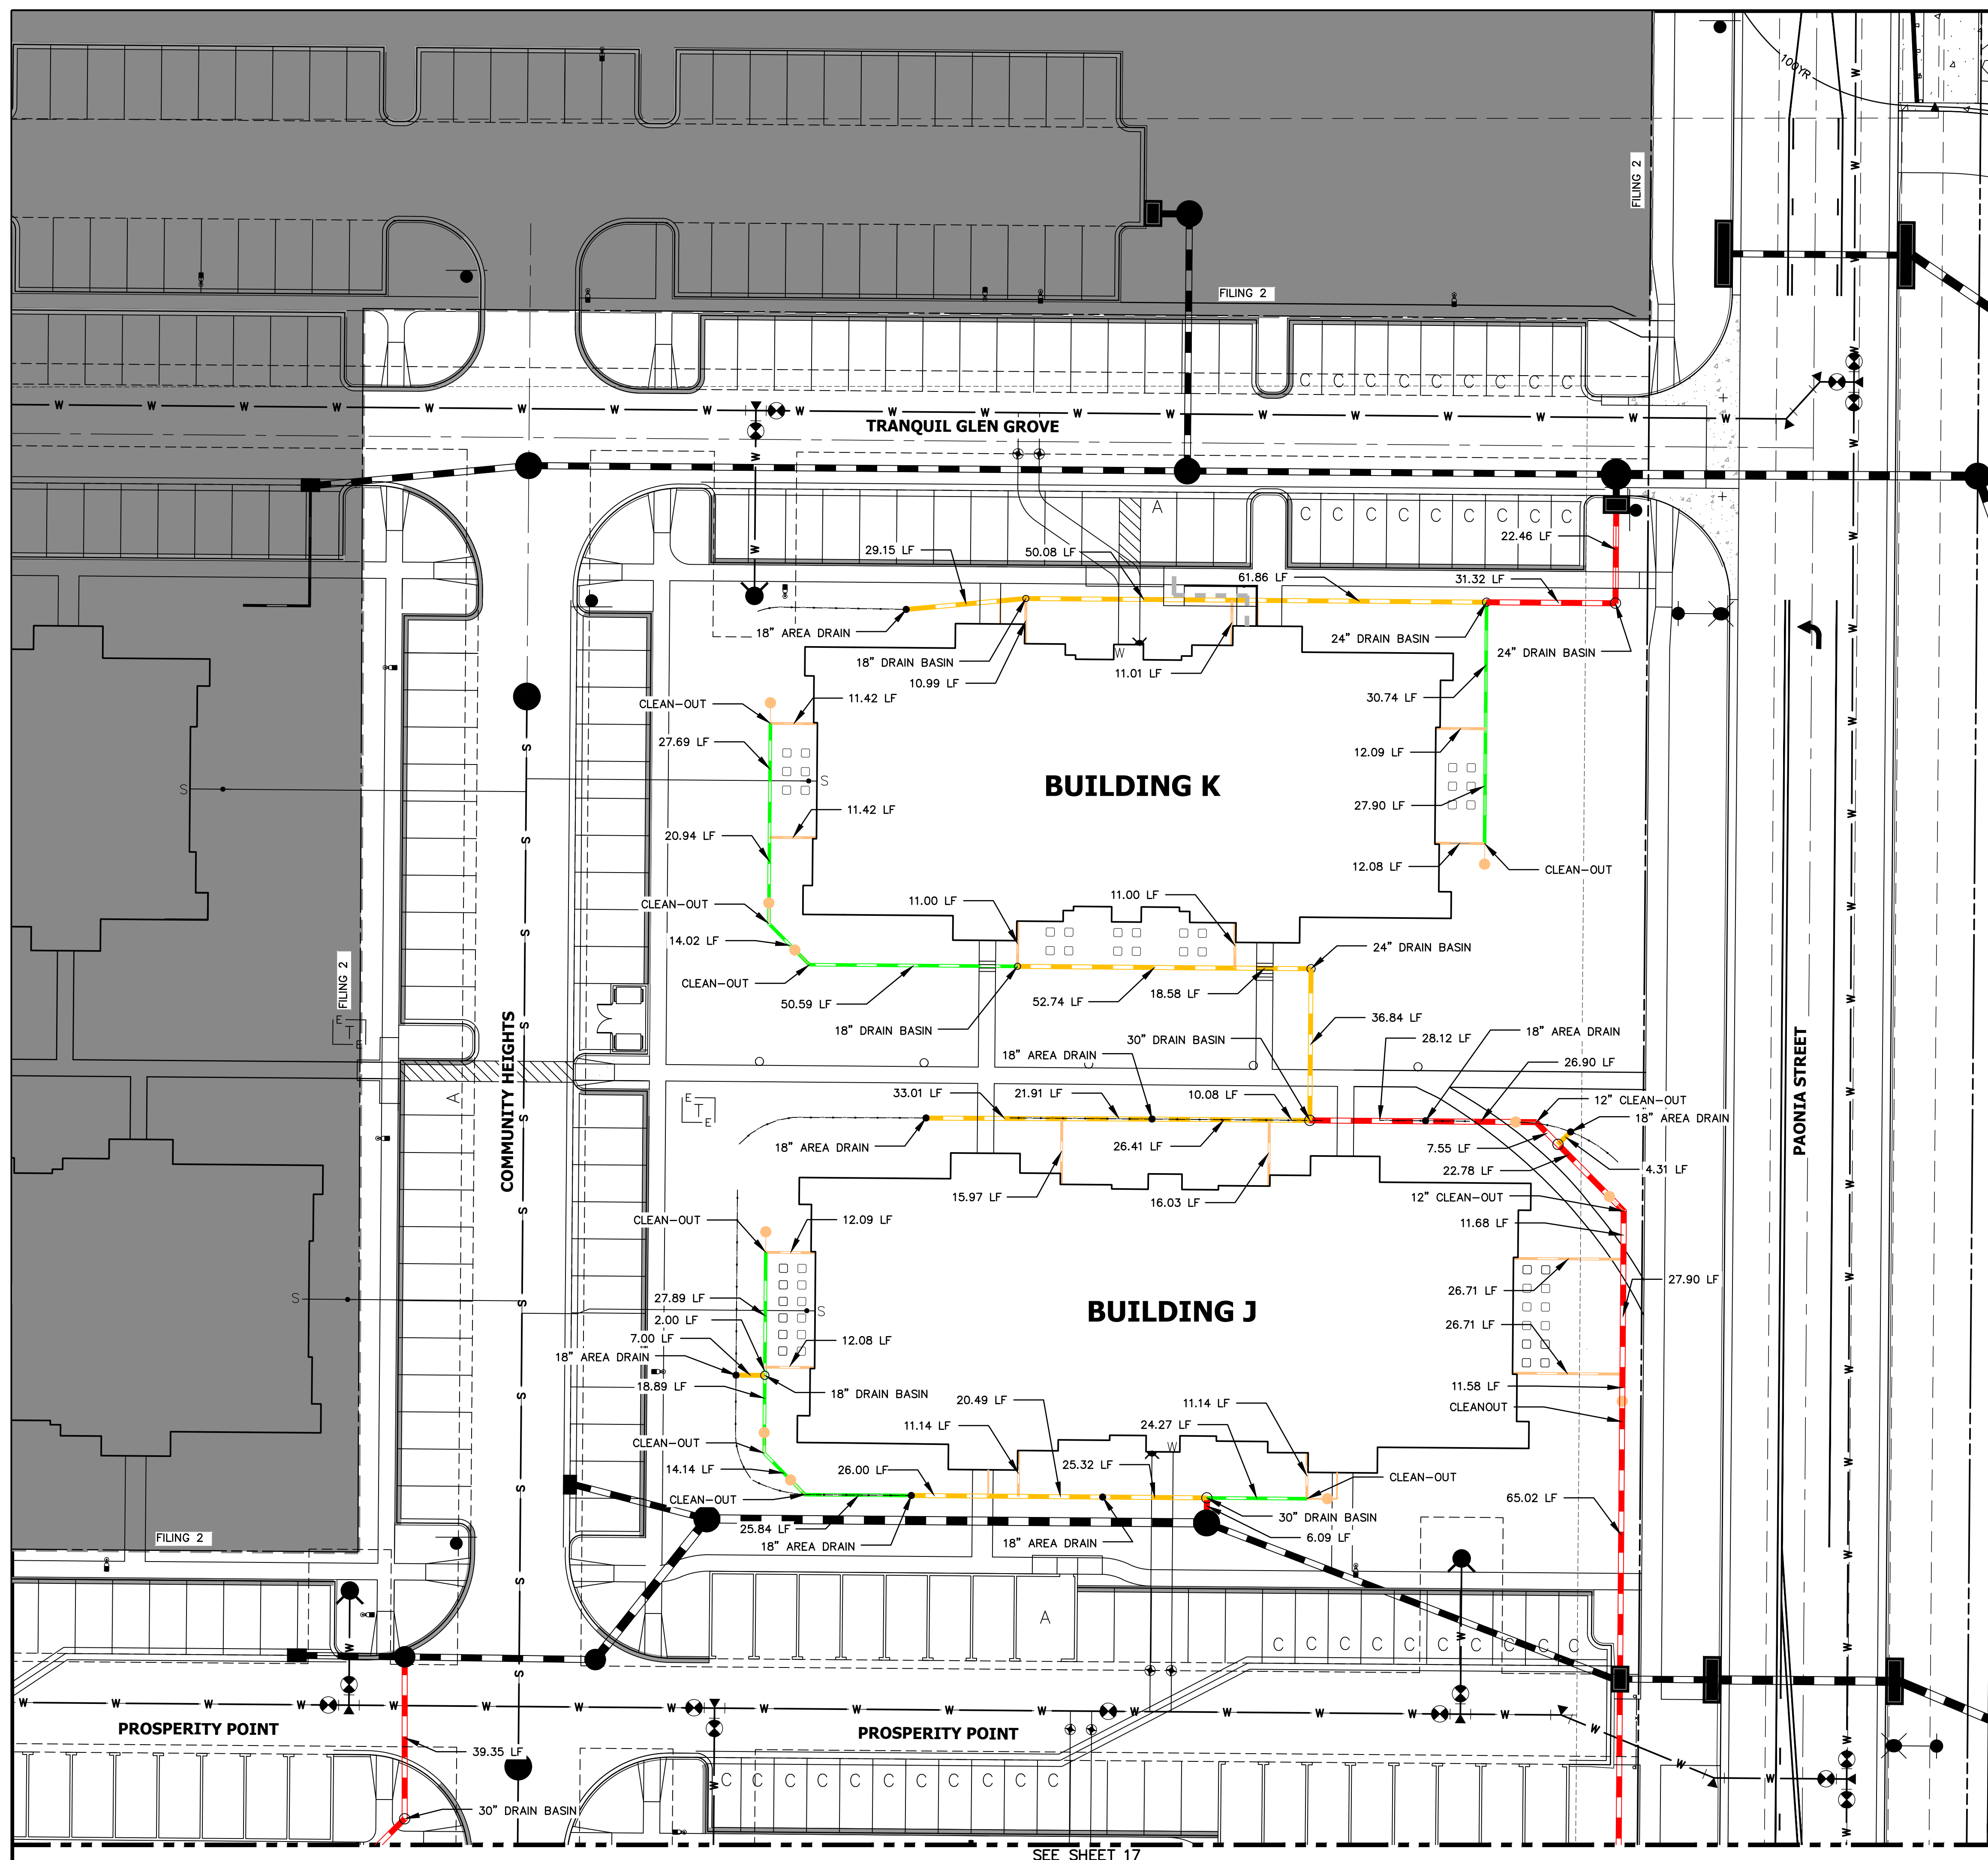 100YR
FILING 2
FILING 2
C C C C C C C C C
W W W W W W W W W W W W W W W W W W
TRANQUIL GLEN GROVE
A
C C C C C C C C C
22.46 LF
29.15 LF
50.08 LF
61.86 LF
31.32 LF
18" AREA DRAIN
24" DRAIN BASIN
24" DRAIN BASIN
W
18" DRAIN BASIN
11.01 LF
10.99 LF
CLEAN-OUT
11.42 LF
30.74 LF
27.69 LF
12.09 LF
S
S
BUILDING K
11.42 LF
27.90 LF
20.94 LF
12.08 LF
CLEAN-OUT
11.00 LF
11.00 LF
CLEAN-OUT
14.02 LF
24" DRAIN BASIN
CLEAN-OUT
FILING 2
50.59 LF
52.74 LF
18.58 LF
36.84 LF
E
T
E
18" DRAIN BASIN
30" DRAIN BASIN
28.12 LF
18" AREA DRAIN
18" AREA DRAIN
26.90 LF
COMMUNITY HEIGHTS
PAONIA STREET
A
33.01 LF
21.91 LF
10.08 LF
12" CLEAN-OUT
E
T
E
18" AREA DRAIN
18" AREA DRAIN
26.41 LF
7.55 LF
22.78 LF
4.31 LF
15.97 LF
16.03 LF
12" CLEAN-OUT
CLEAN-OUT
12.09 LF
11.68 LF
27.90 LF
S
S
27.89 LF
26.71 LF
BUILDING J
2.00 LF
26.71 LF
7.00 LF
12.08 LF
18" AREA DRAIN
18.89 LF
18" DRAIN BASIN
11.58 LF
20.49 LF
11.14 LF
CLEANOUT
11.14 LF
24.27 LF
CLEAN-OUT
W
14.14 LF
26.00 LF
25.32 LF
CLEAN-OUT
CLEAN-OUT
65.02 LF
30" DRAIN BASIN
25.84 LF
6.09 LF
FILING 2
18" AREA DRAIN
18" AREA DRAIN
A
C C C C C C C C C C
W W W W W W W W W W W W W W W W
PROSPERITY POINT
PROSPERITY POINT
39.35 LF
C C C C C C C C C C C
30" DRAIN BASIN
SEE SHEET 17